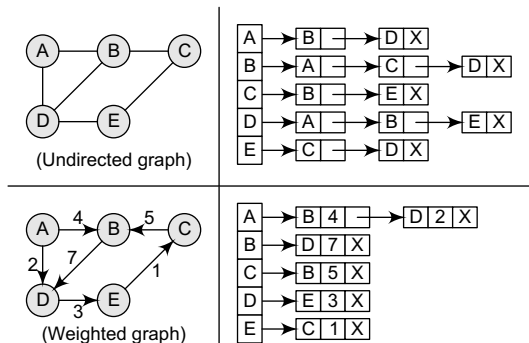 A B C
D E
(Undirected graph)
A B D X
B A C D X
C B E X
D A B E X
E C D X
A 4 B 5 C
2 7 1
D 3 E
(Weighted graph)
A B 4 D 2 X
B D 7 X
C B 5 X
D E 3 X
E C 1 X